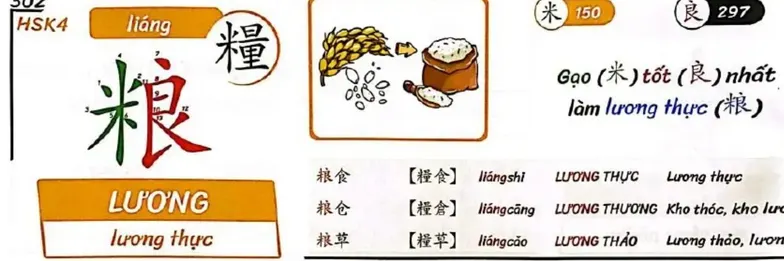 302
HSK4
liáng
糧
粮
LƯƠNG
lương thực
米 150
良 297
Gạo (米) tốt (良) nhất
làm lương thực (粮)
粮食 【糧食】 liángshi LƯƠNG THỰC Lương thực
粮仓 【糧倉】 liángcāng LƯƠNG THƯƠNG Kho thóc, kho
粮草 【糧草】 liángcǎo LƯƠNG THẢO Lương thảo,